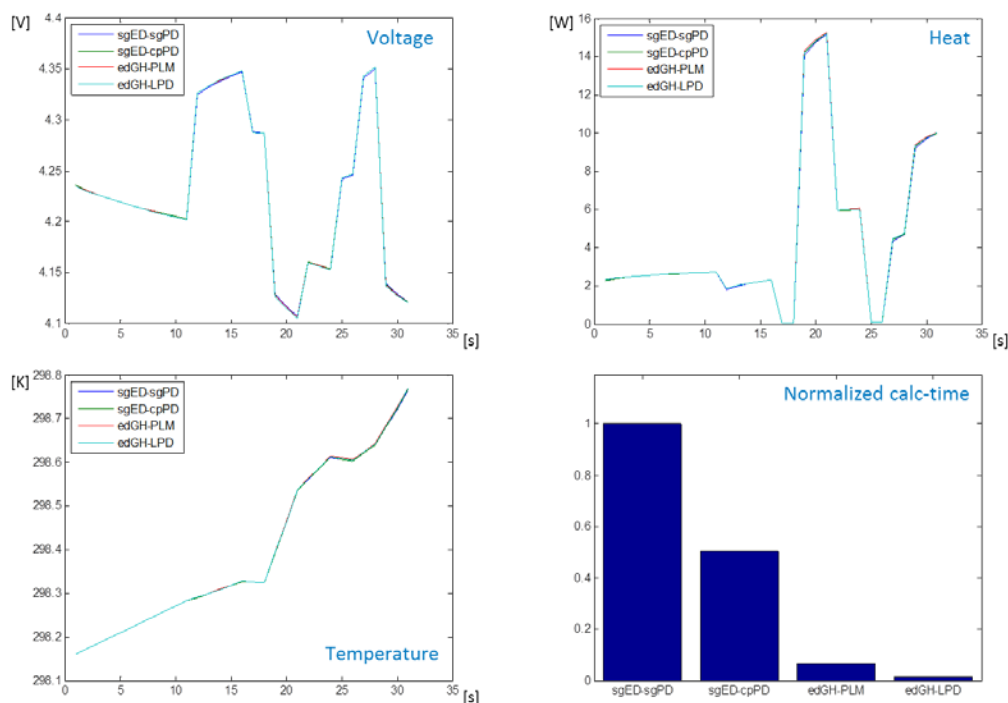 [V]
4.4
4.35
4.3
4.25
4.2
4.15
4.1
sgED-sgPD
sgED-cpPD
edGH-PLM
edGH-LPD
Voltage
0 5 10 15 20 25 30 35
[s]
[W]
16
14
12
10
8
6
4
2
0
sgED-sgPD
sgED-cpPD
edGH-PLM
edGH-LPD
Heat
0 5 10 15 20 25 30 35
[s]
[K]
298.8
298.7
298.6
298.5
298.4
298.3
298.2
298.1
sgED-sgPD
sgED-cpPD
edGH-PLM
edGH-LPD
Temperature
0 5 10 15 20 25 30 35
[s]
Normalized calc-time
1
0.8
0.6
0.4
0.2
0
sgED-sgPD sgED-cpPD edGH-PLM edGH-LPD